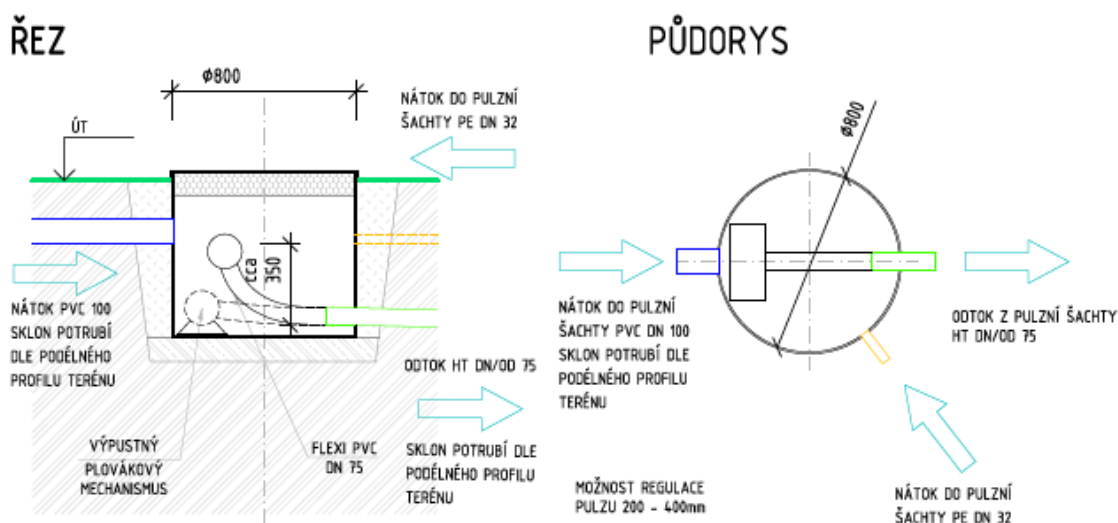 ŘEZ
PŮDORYS
ϕ800
NÁTOK DO PULZNÍ
ŠACHTY PE DN 32
ÚT
cca
350
NÁTOK PVC 100
SKLON POTRUBÍ
DLE PODÉLNÉHO
PROFILU TERÉNU
ODTOK HT DN/OD 75
VÝPUSTNÝ
PLOVÁKOVÝ
MECHANISMUS
FLEXI PVC
DN 75
SKLON POTRUBÍ DLE
PODÉLNÉHO PROFILU
TERÉNU
ϕ800
NÁTOK DO PULZNÍ
ŠACHTY PVC DN 100
SKLON POTRUBÍ DLE
PODÉLNÉHO PROFILU
TERÉNU
ODTOK Z PULZNÍ ŠACHTY
HT DN/OD 75
MOŽNOST REGULACE
PULZU 200 - 400mm
NÁTOK DO PULZNÍ
ŠACHTY PE DN 32